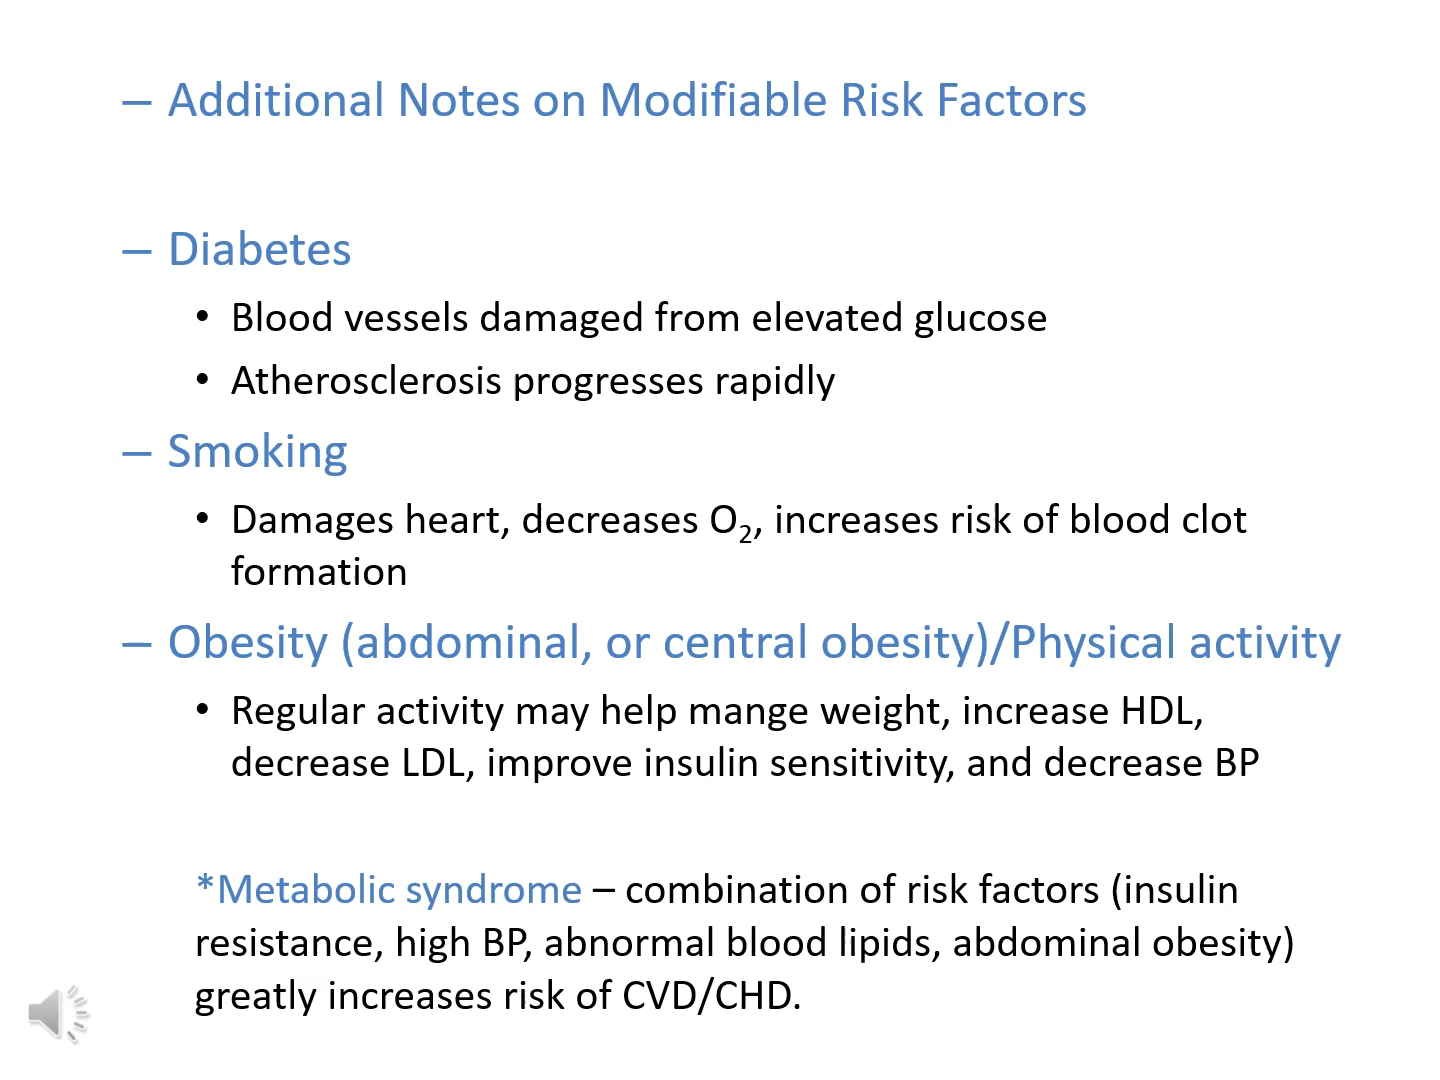 – Additional Notes on Modifiable Risk Factors
– Diabetes
• Blood vessels damaged from elevated glucose
• Atherosclerosis progresses rapidly
– Smoking
• Damages heart, decreases O₂, increases risk of blood clot
formation
– Obesity (abdominal, or central obesity)/Physical activity
• Regular activity may help mange weight, increase HDL,
decrease LDL, improve insulin sensitivity, and decrease BP
*Metabolic syndrome – combination of risk factors (insulin
resistance, high BP, abnormal blood lipids, abdominal obesity)
greatly increases risk of CVD/CHD.